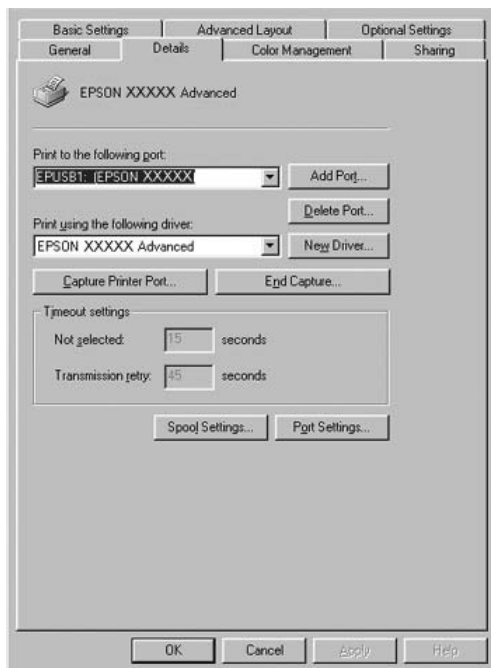 Basic Settings Advanced Layout Optional Settings
General Details Color Management Sharing
EPSON XXXXX Advanced
Print to the following port:
EPUSB1: (EPSON XXXXX Add Port...
Delete Port...
Print using the following driver:
EPSON XXXXX Advanced New Driver...
Capture Printer Port... End Capture...
Timeout settings
Not selected: 15 seconds
Transmission retry: 45 seconds
Spool Settings... Port Settings...
OK Cancel Apply Help